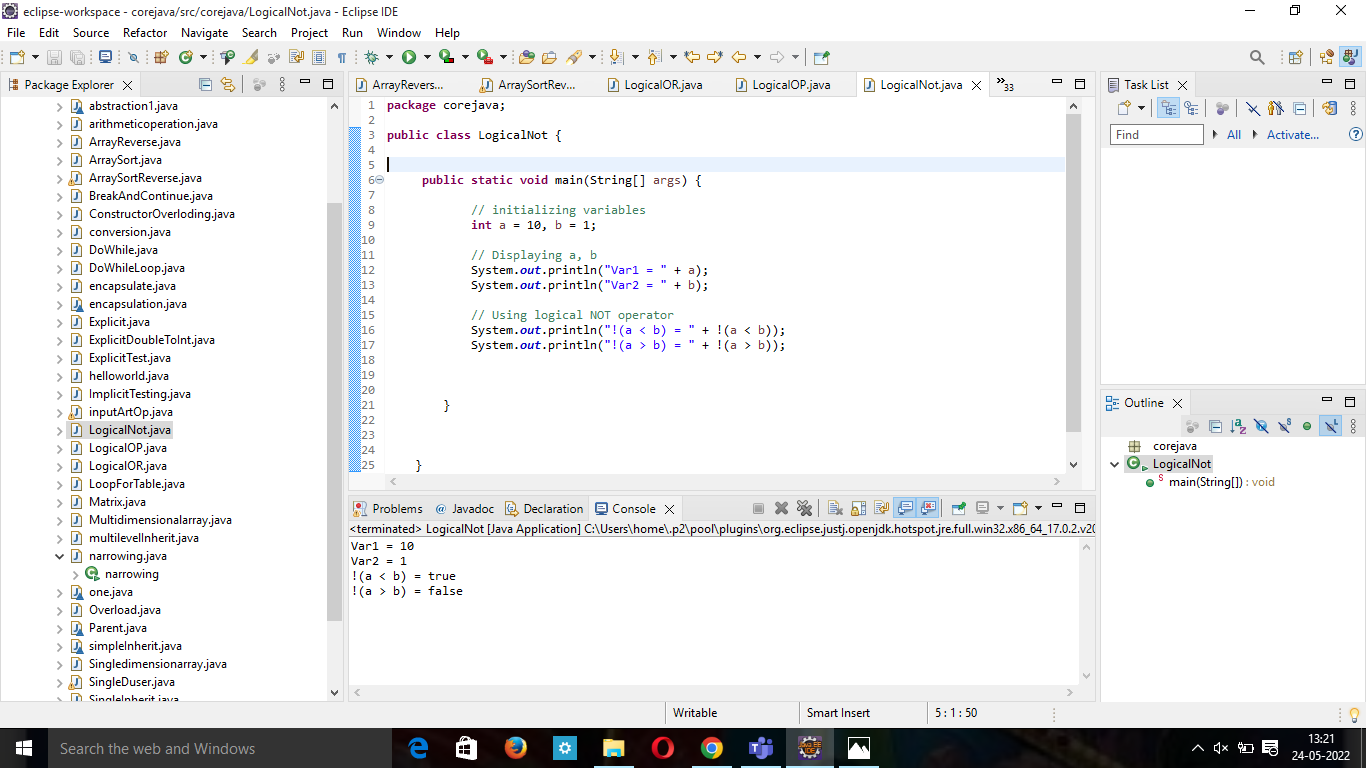 eclipse-workspace - corejava/src/corejava/LogicalNot.java - Eclipse IDE
File Edit Source Refactor Navigate Search Project Run Window Help
Package Explorer
abstraction1.java
arithmeticoperation.java
ArrayReverse.java
ArraySort.java
ArraySortReverse.java
BreakAndContinue.java
ConstructorOverloding.java
conversion.java
DoWhile.java
DoWhileLoop.java
encapsulate.java
encapsulation.java
Explicit.java
ExplicitDoubleToInt.java
ExplicitTest.java
helloworld.java
ImplicitTesting.java
inputArtOp.java
LogicalNot.java
LogicalOP.java
LogicalOR.java
LoopForTable.java
Matrix.java
Multidimensionalarray.java
multilevelInherit.java
narrowing.java
narrowing
one.java
Overload.java
Parent.java
simpleInherit.java
Singledimensionarray.java
SingleDuser.java
SingleInherit.java
ArrayRevers... ArraySortRev... LogicalOR.java LogicalOP.java LogicalNot.java »33
1 package corejava;
2
3 public class LogicalNot {
4
5
6 public static void main(String[] args) {
7
8 // initializing variables
9 int a = 10, b = 1;
10
11 // Displaying a, b
12 System.out.println("Var1 = " + a);
13 System.out.println("Var2 = " + b);
14
15 // Using logical NOT operator
16 System.out.println("!(a < b) = " + !(a < b));
17 System.out.println("!(a > b) = " + !(a > b));
18
19
20
21 }
22
23
24
25 }
Problems @ Javadoc Declaration Console
<terminated> LogicalNot [Java Application] C:\Users\home\.p2\pool\plugins\org.eclipse.justj.openjdk.hotspot.jre.full.win32.x86_64_17.0.2.v20
Var1 = 10
Var2 = 1
!(a < b) = true
!(a > b) = false
Task List
Find All Activate...
Outline
corejava
LogicalNot
main(String[]) : void
Writable Smart Insert 5 : 1 : 50
Search the web and Windows
13:21
24-05-2022